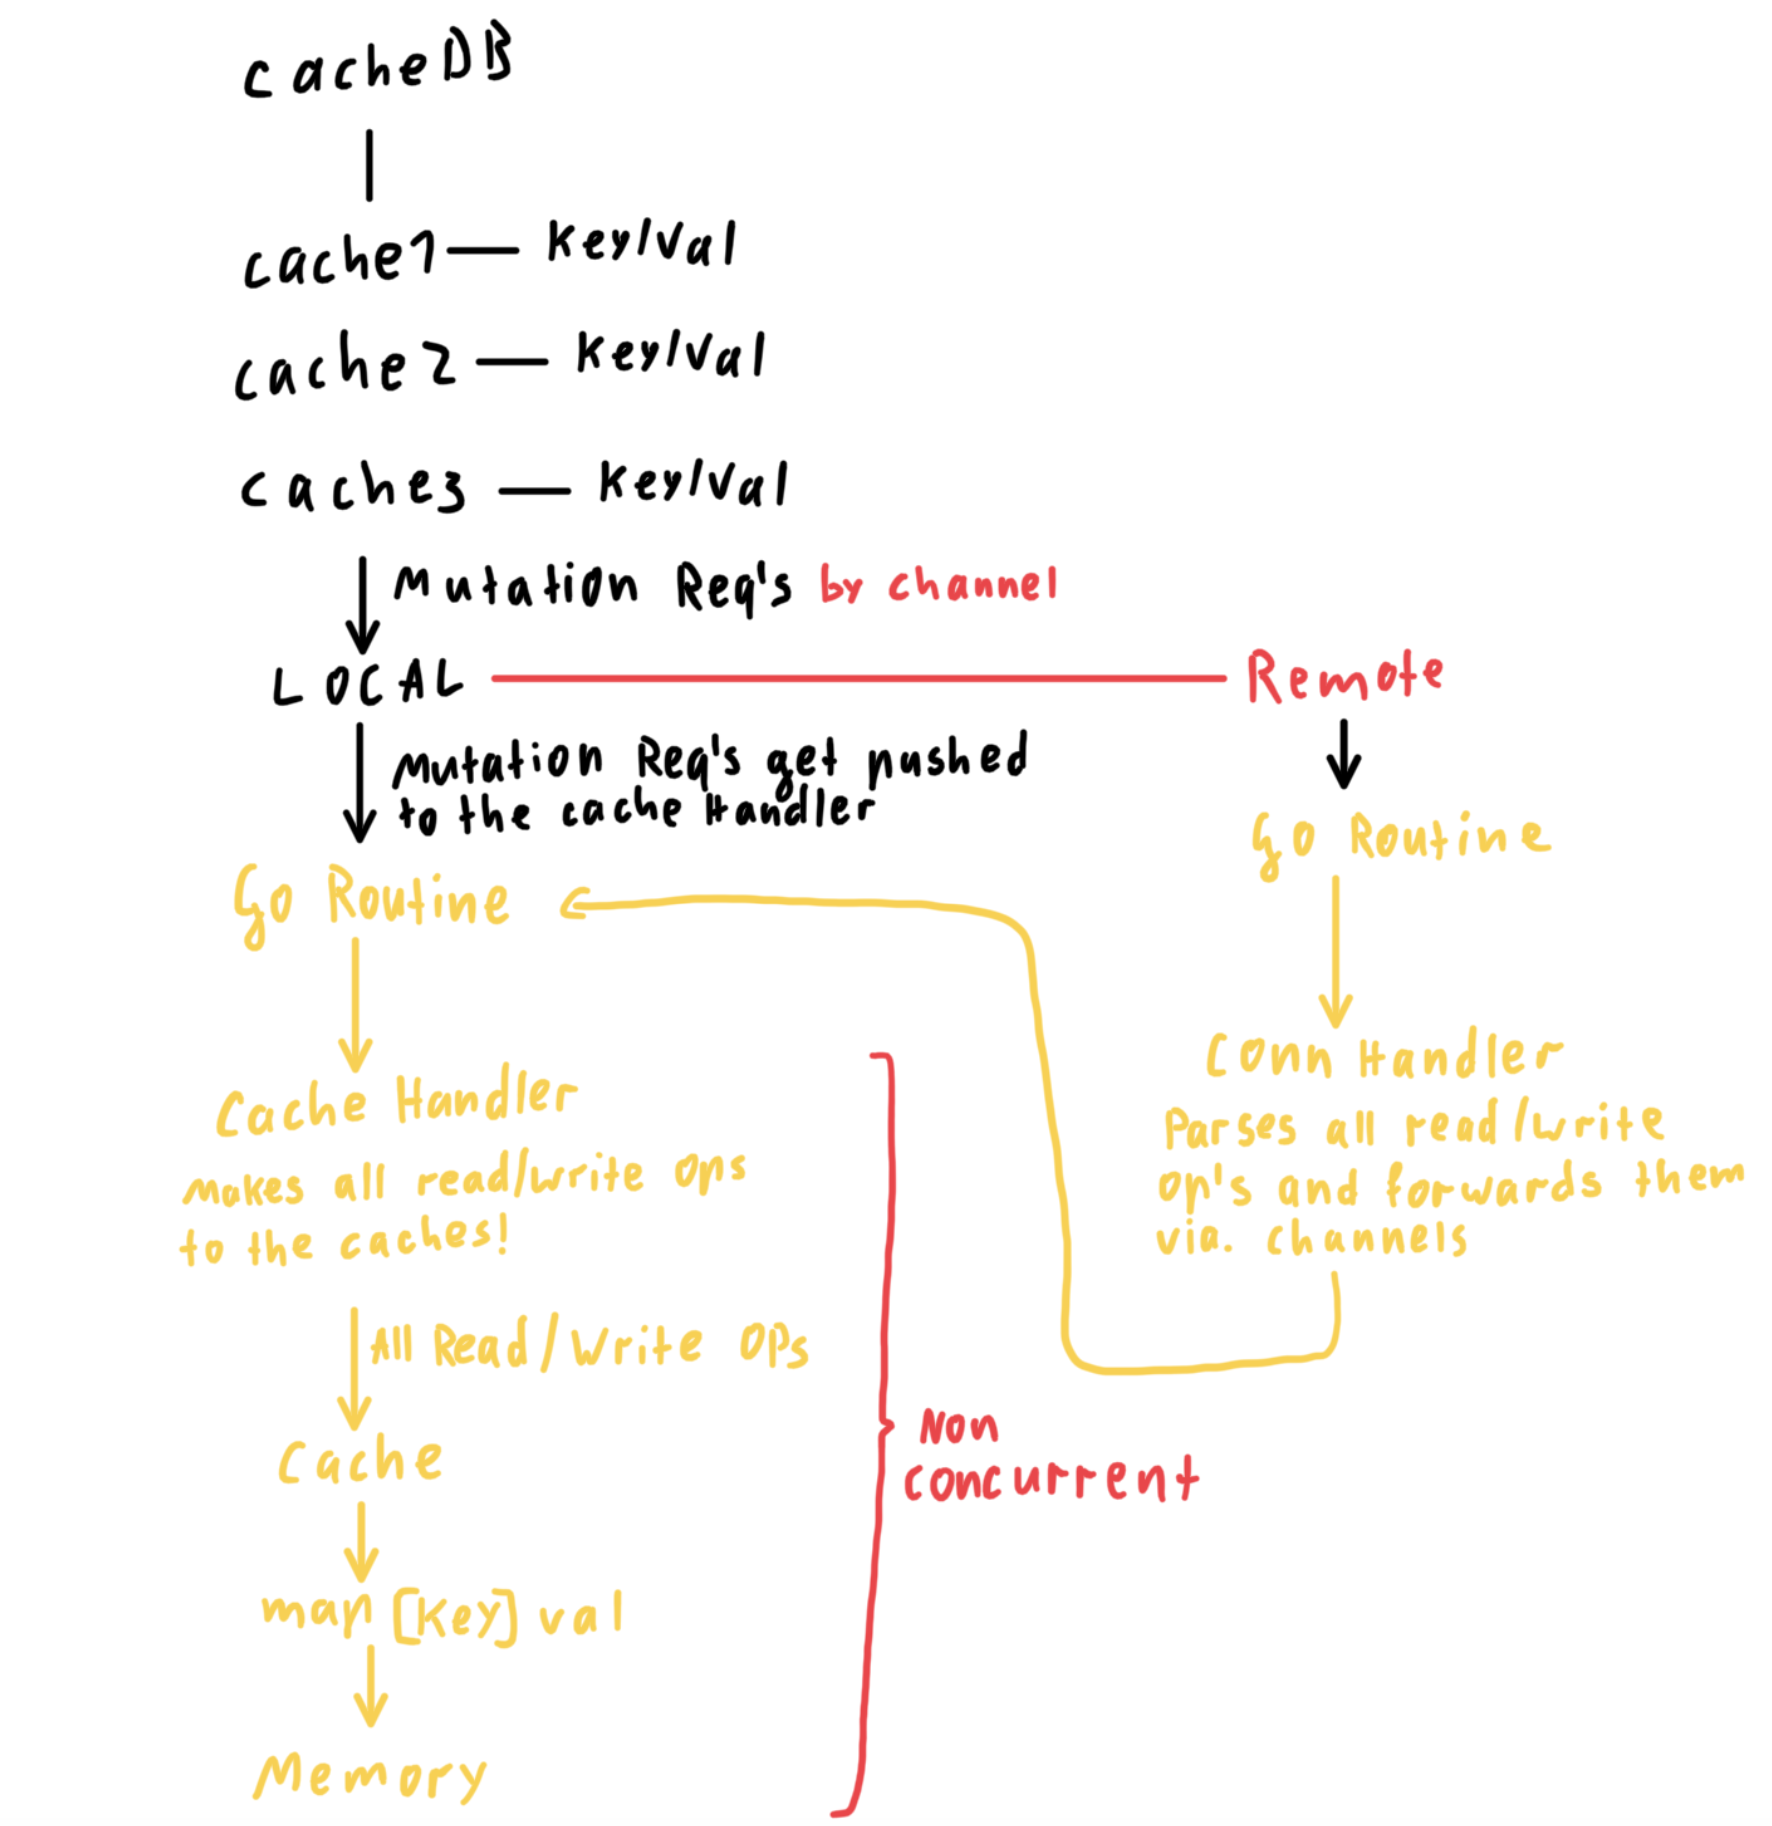 cacheDB
cache1 — Key/Val
cache2 — Key/Val
cache3 — Key/Val
Mutation Req's by channel
LOCAL
Remote
Mutation Req's get pushed
to the cache Handler
Go Routine
Go Routine
Cache Handler
makes all read/write ops
to the caches!
Conn Handler
Parses all read/write
op's and forwards them
via. channels
All Read/Write OPs
Cache
Non
concurrent
map [Key] val
Memory